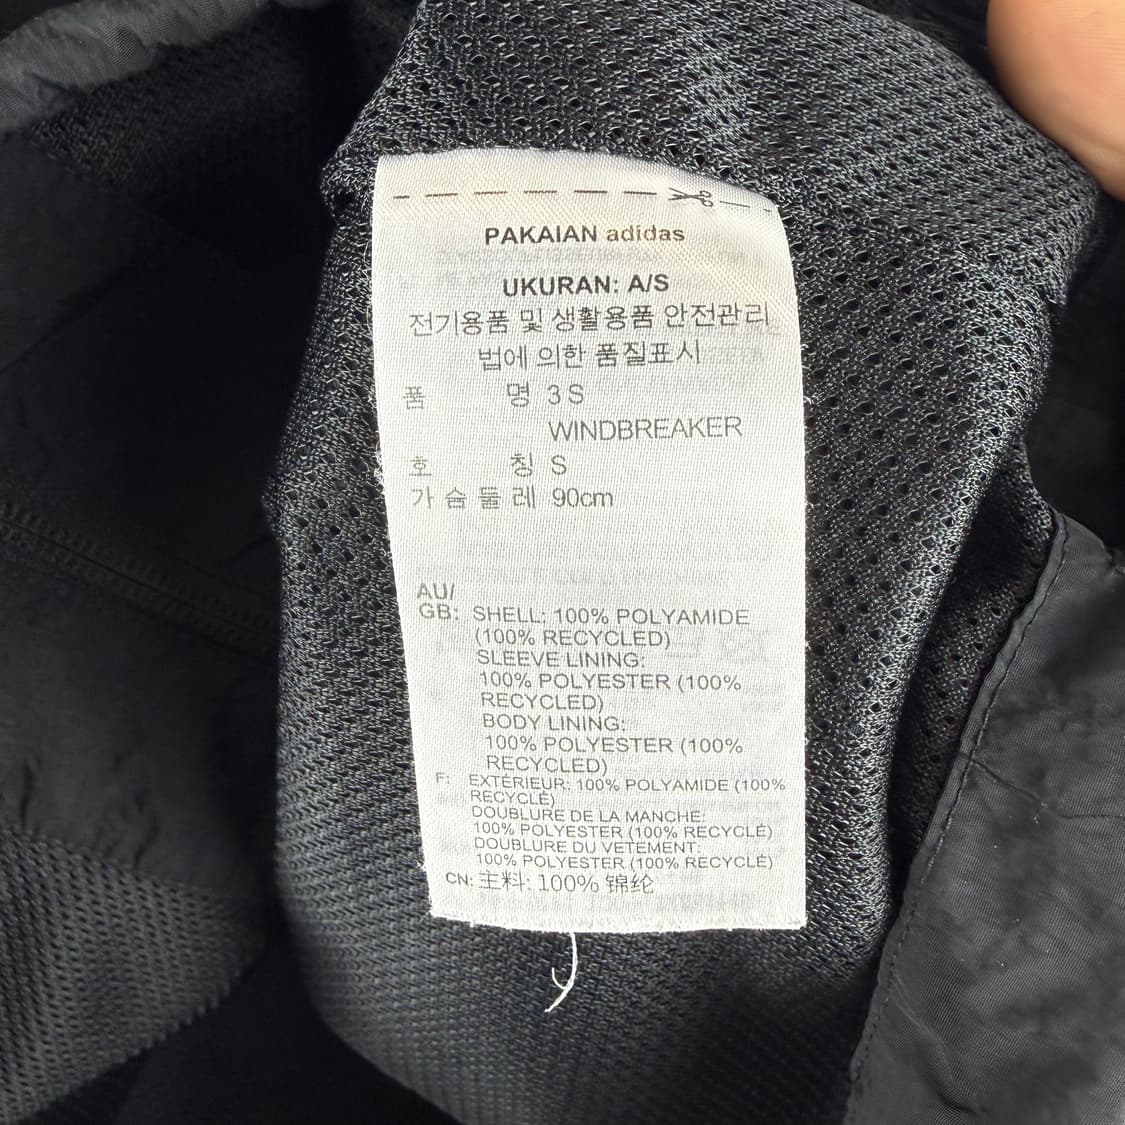 PAKAIAN adidas
UKURAN: A/S
전기용품 및 생활용품 안전관리
법에 의한 품질표시
품 명 3 S
WINDBREAKER
호 칭 S
가 슴 둘 레 90cm
AU/
GB: SHELL: 100% POLYAMIDE
(100% RECYCLED)
SLEEVE LINING:
100% POLYESTER (100%
RECYCLED)
BODY LINING:
100% POLYESTER (100%
RECYCLED)
F: EXTÉRIEUR: 100% POLYAMIDE (100%
RECYCLÉ)
DOUBLURE DE LA MANCHE:
100% POLYESTER (100% RECYCLÉ)
DOUBLURE DU VETEMENT:
100% POLYESTER (100% RECYCLÉ)
CN: 主料: 100% 锦纶